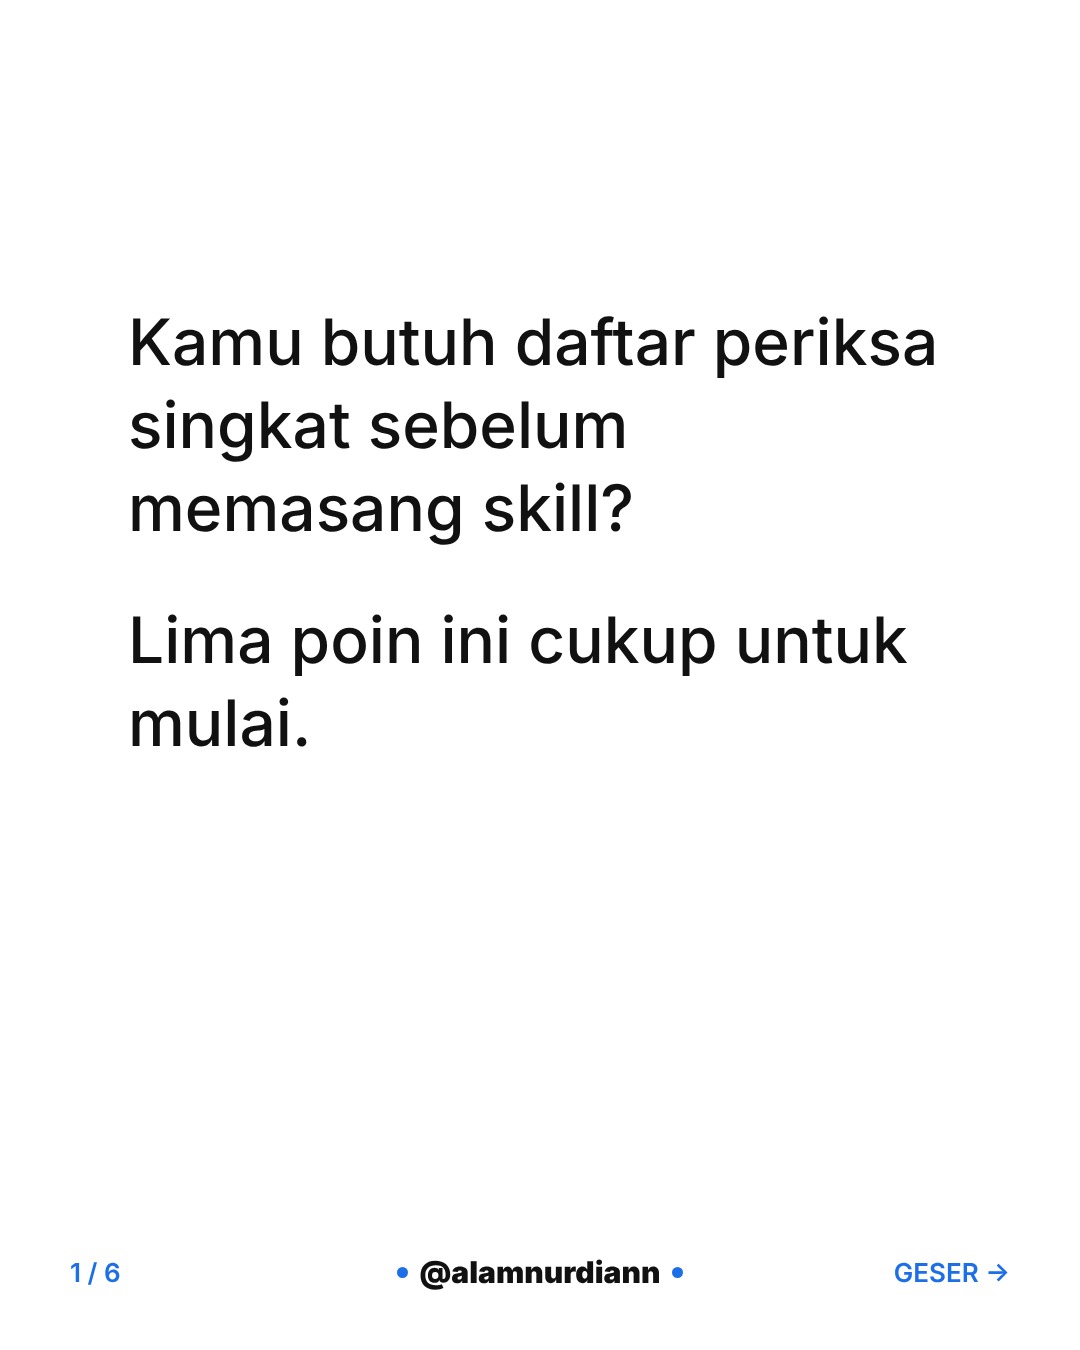 Kamu butuh daftar periksa
singkat sebelum
memasang skill?
Lima poin ini cukup untuk
mulai.
1 / 6
• @alamnurdiann •
GESER →